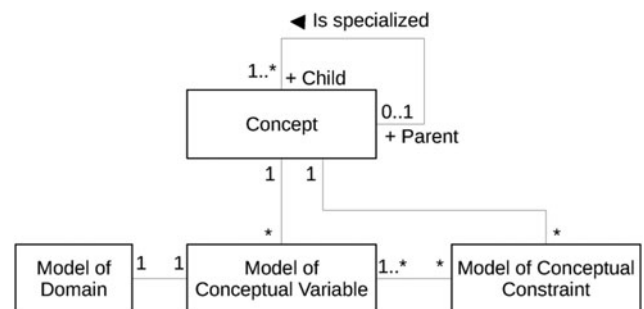 ◄ Is specialized
1..*
+ Child
Concept
0..1
+ Parent
1
1
*
*
Model of
Domain
1
1
Model of
Conceptual Variable
1..*
*
Model of Conceptual
Constraint